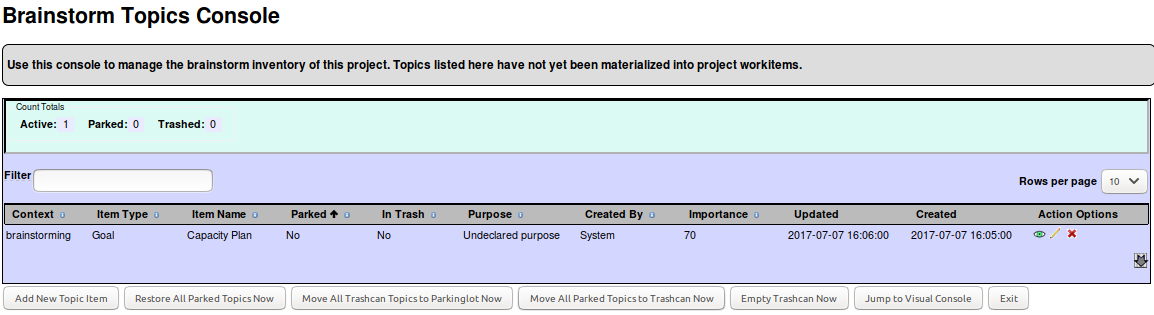 Brainstorm Topics Console
Use this console to manage the brainstorm inventory of this project. Topics listed here have not yet been materialized into project workitems.
Count Totals
Active: 1 Parked: 0 Trashed: 0
Filter
Rows per page 10
Context Item Type Item Name Parked In Trash Purpose Created By Importance Updated Created Action Options
brainstorming Goal Capacity Plan No No Undeclared purpose System 70 2017-07-07 16:06:00 2017-07-07 16:05:00
Add New Topic Item Restore All Parked Topics Now Move All Trashcan Topics to Parkinglot Now Move All Parked Topics to Trashcan Now Empty Trashcan Now Jump to Visual Console Exit